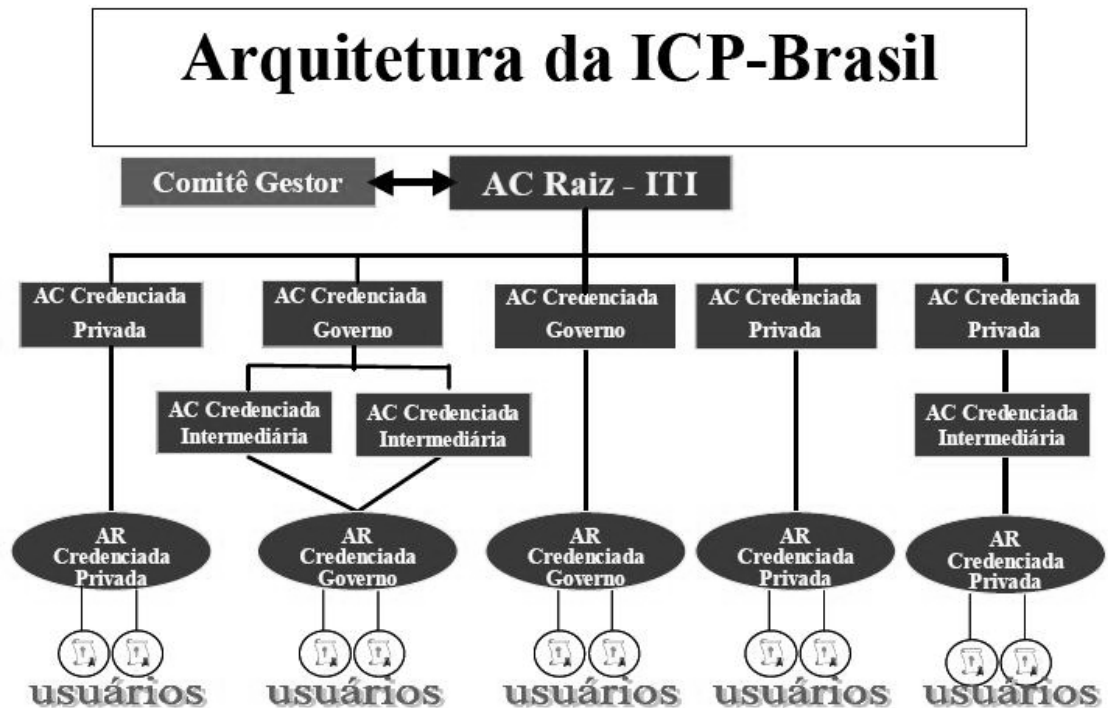 Arquitetura da ICP-Brasil
Comitê Gestor
AC Raiz - ITI
AC Credenciada
Privada
AC Credenciada
Governo
AC Credenciada
Governo
AC Credenciada
Privada
AC Credenciada
Privada
AC Credenciada
Intermediária
AC Credenciada
Intermediária
AC Credenciada
Intermediária
AR
Credenciada
Privada
AR
Credenciada
Governo
AR
Credenciada
Governo
AR
Credenciada
Privada
AR
Credenciada
Privada
usuários
usuários
usuários
usuários
usuários